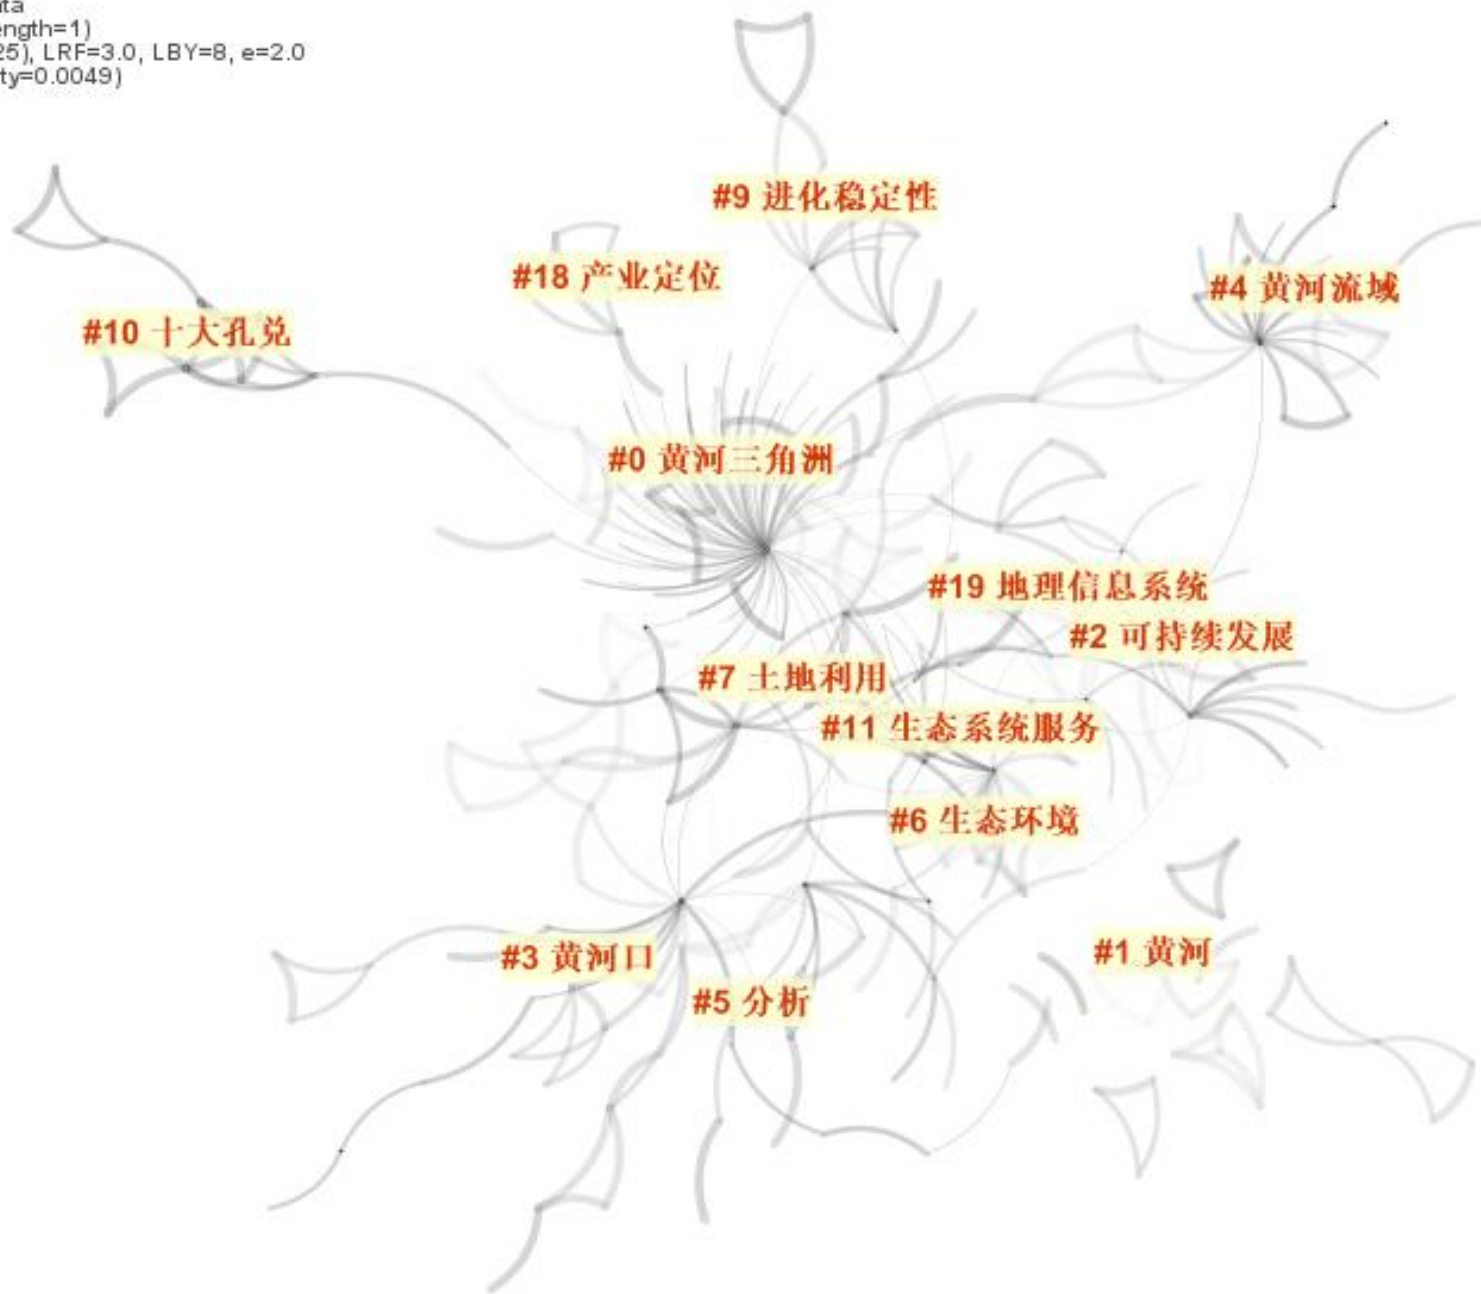 ength=1)
25), LRF=3.0, LBY=8, e=2.0
ty=0.0049)
#9 进化稳定性
#18 产业定位
#4 黄河流域
#10 十大孔兑
#0 黄河三角洲
#19 地理信息系统
#2 可持续发展
#7 土地利用
#11 生态系统服务
#6 生态环境
#1 黄河
#3 黄河口
#5 分析